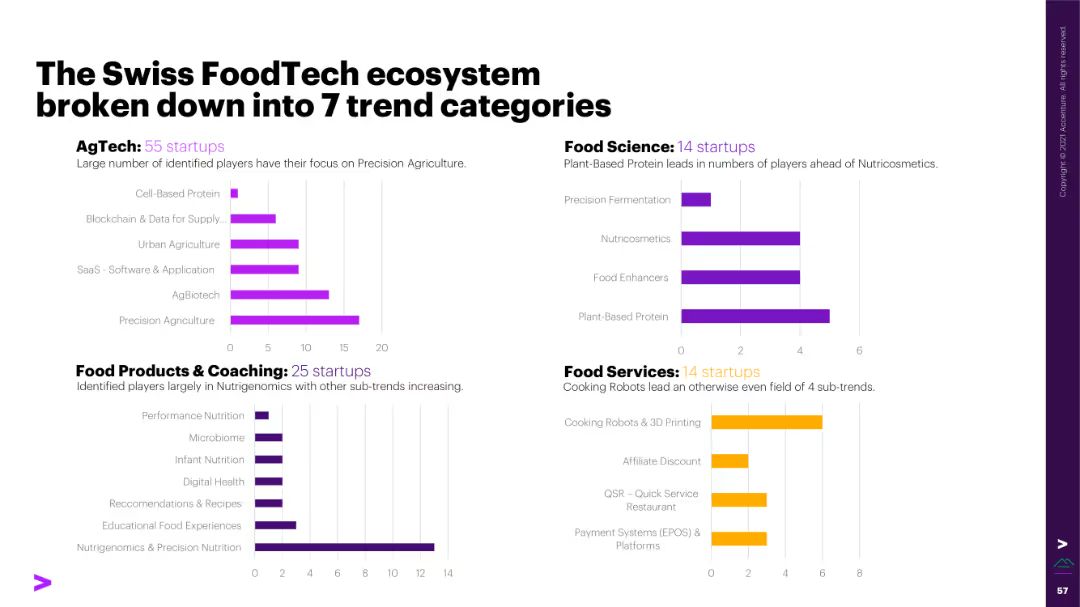 The Swiss FoodTech ecosystem
broken down into 7 trend categories
AgTech: 55 startups
Large number of identified players have their focus on Precision Agriculture.
Cell-Based Protein
Blockchain & Data for Supply...
Urban Agriculture
SaaS - Software & Application
AgBiotech
Precision Agriculture
0 5 10 15 20
Food Science: 14 startups
Plant-Based Protein leads in numbers of players ahead of Nutricosmetics.
Precision Fermentation
Nutricosmetics
Food Enhancers
Plant-Based Protein
0 2 4 6
Food Products & Coaching: 25 startups
Identified players largely in Nutrigenomics with other sub-trends increasing.
Performance Nutrition
Microbiome
Infant Nutrition
Digital Health
Reccomendations & Recipes
Educational Food Experiences
Nutrigenomics & Precision Nutrition
0 2 4 6 8 10 12 14
Food Services: 14 startups
Cooking Robots lead an otherwise even field of 4 sub-trends.
Cooking Robots & 3D Printing
Affiliate Discount
QSR – Quick Service
Restaurant
Payment Systems (EPOS) &
Platforms
0 2 4 6 8
Copyright © 2021 Accenture. All rights reserved.
57